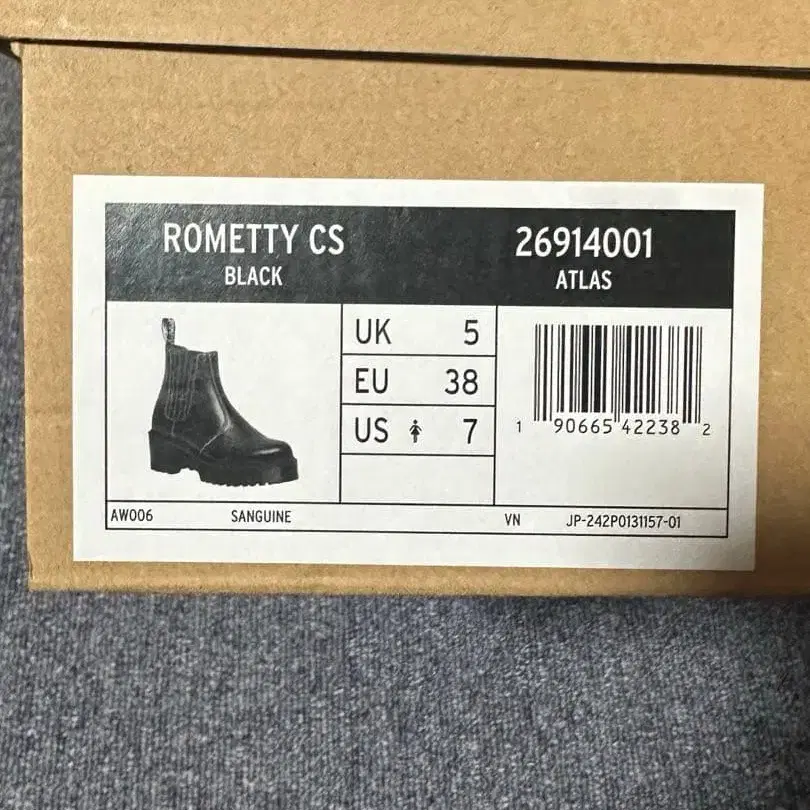 ROMETTY CS
BLACK
26914001
ATLAS
UK 5
EU 38
US 7
1 90665 42238 2
AW006 SANGUINE VN JP-242P0131157-01